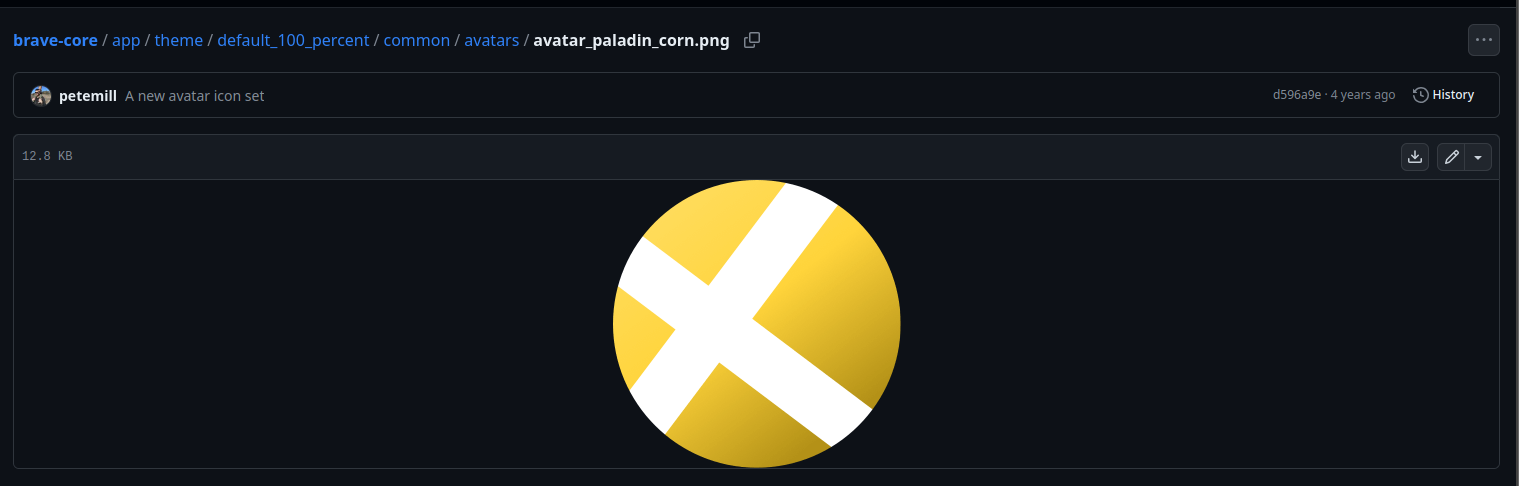 brave-core / app / theme / default_100_percent / common / avatars / avatar_paladin_corn.png
petemill A new avatar icon set d596a9e · 4 years ago History
12.8 KB